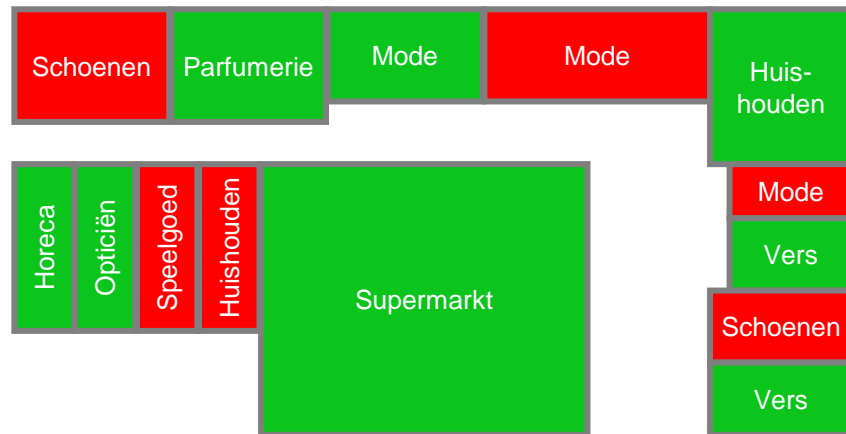 Schoenen
Parfumerie
Mode
Mode
Huis-
houden
Horeca
Opticiën
Speelgoed
Huishouden
Supermarkt
Mode
Vers
Schoenen
Vers